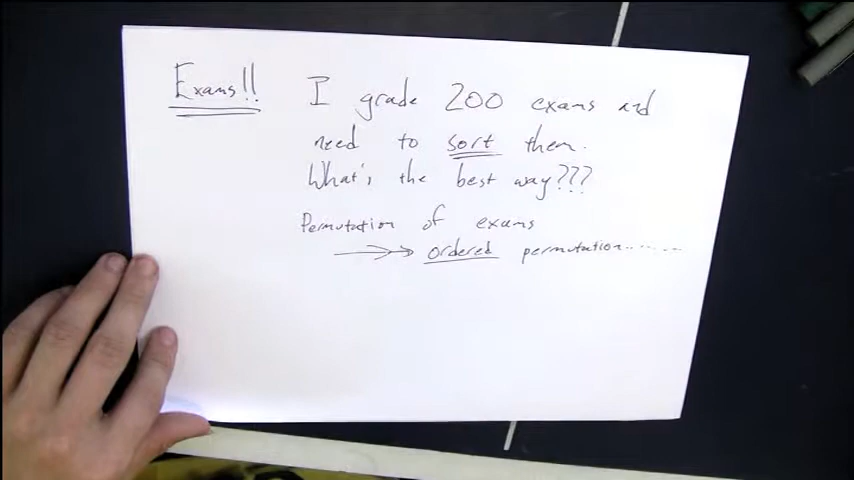 Exams!! I grade 200 exams and
need to sort them.
What's the best way???
Permutation of exams
→ ordered permutation........